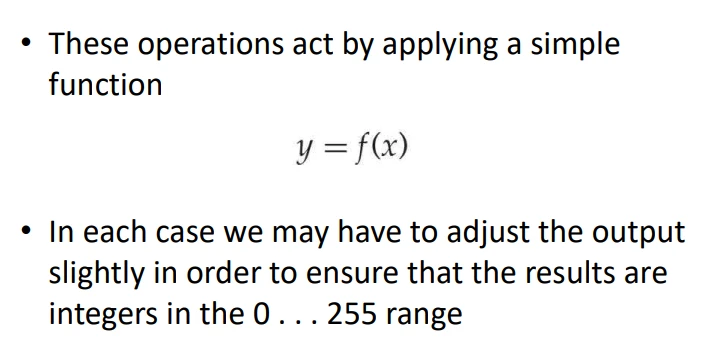 • These operations act by applying a simple
function
y = f(x)
• In each case we may have to adjust the output
slightly in order to ensure that the results are
integers in the 0 . . . 255 range